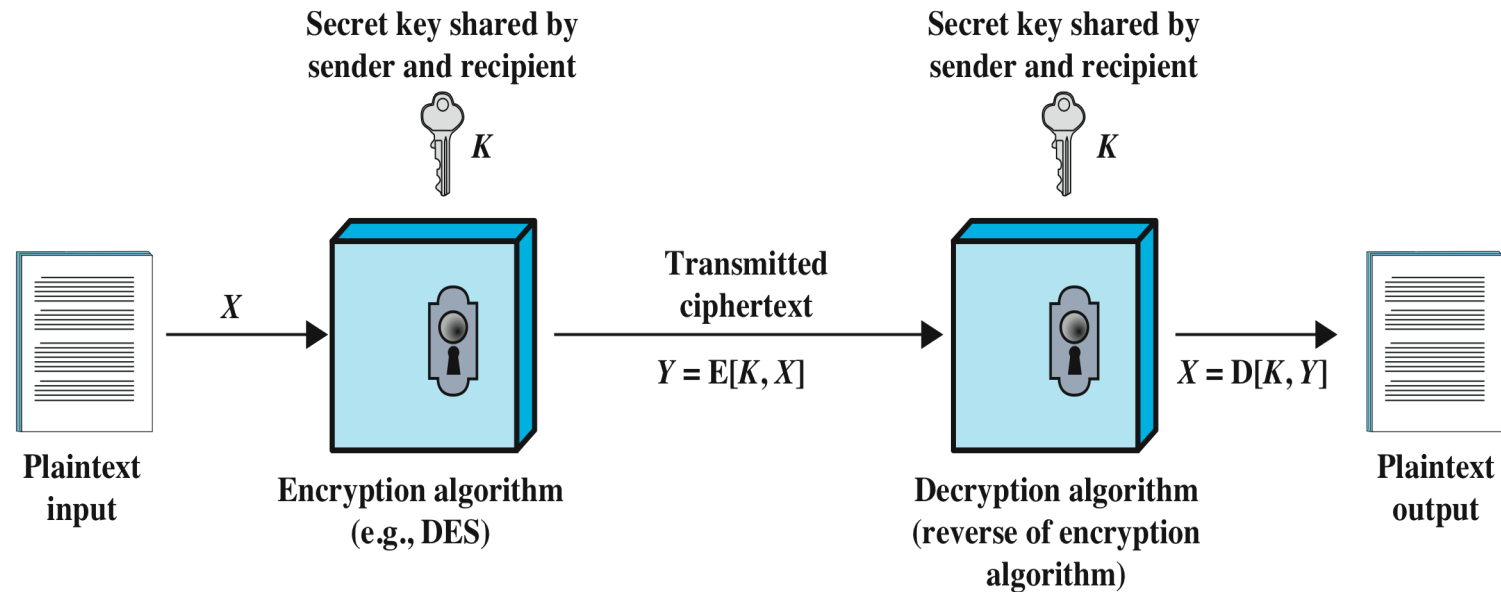 Secret key shared by
sender and recipient
K
Secret key shared by
sender and recipient
K
X
Transmitted
ciphertext
Y = E[K, X]
X = D[K, Y]
Plaintext
input
Encryption algorithm
(e.g., DES)
Decryption algorithm
(reverse of encryption
algorithm)
Plaintext
output